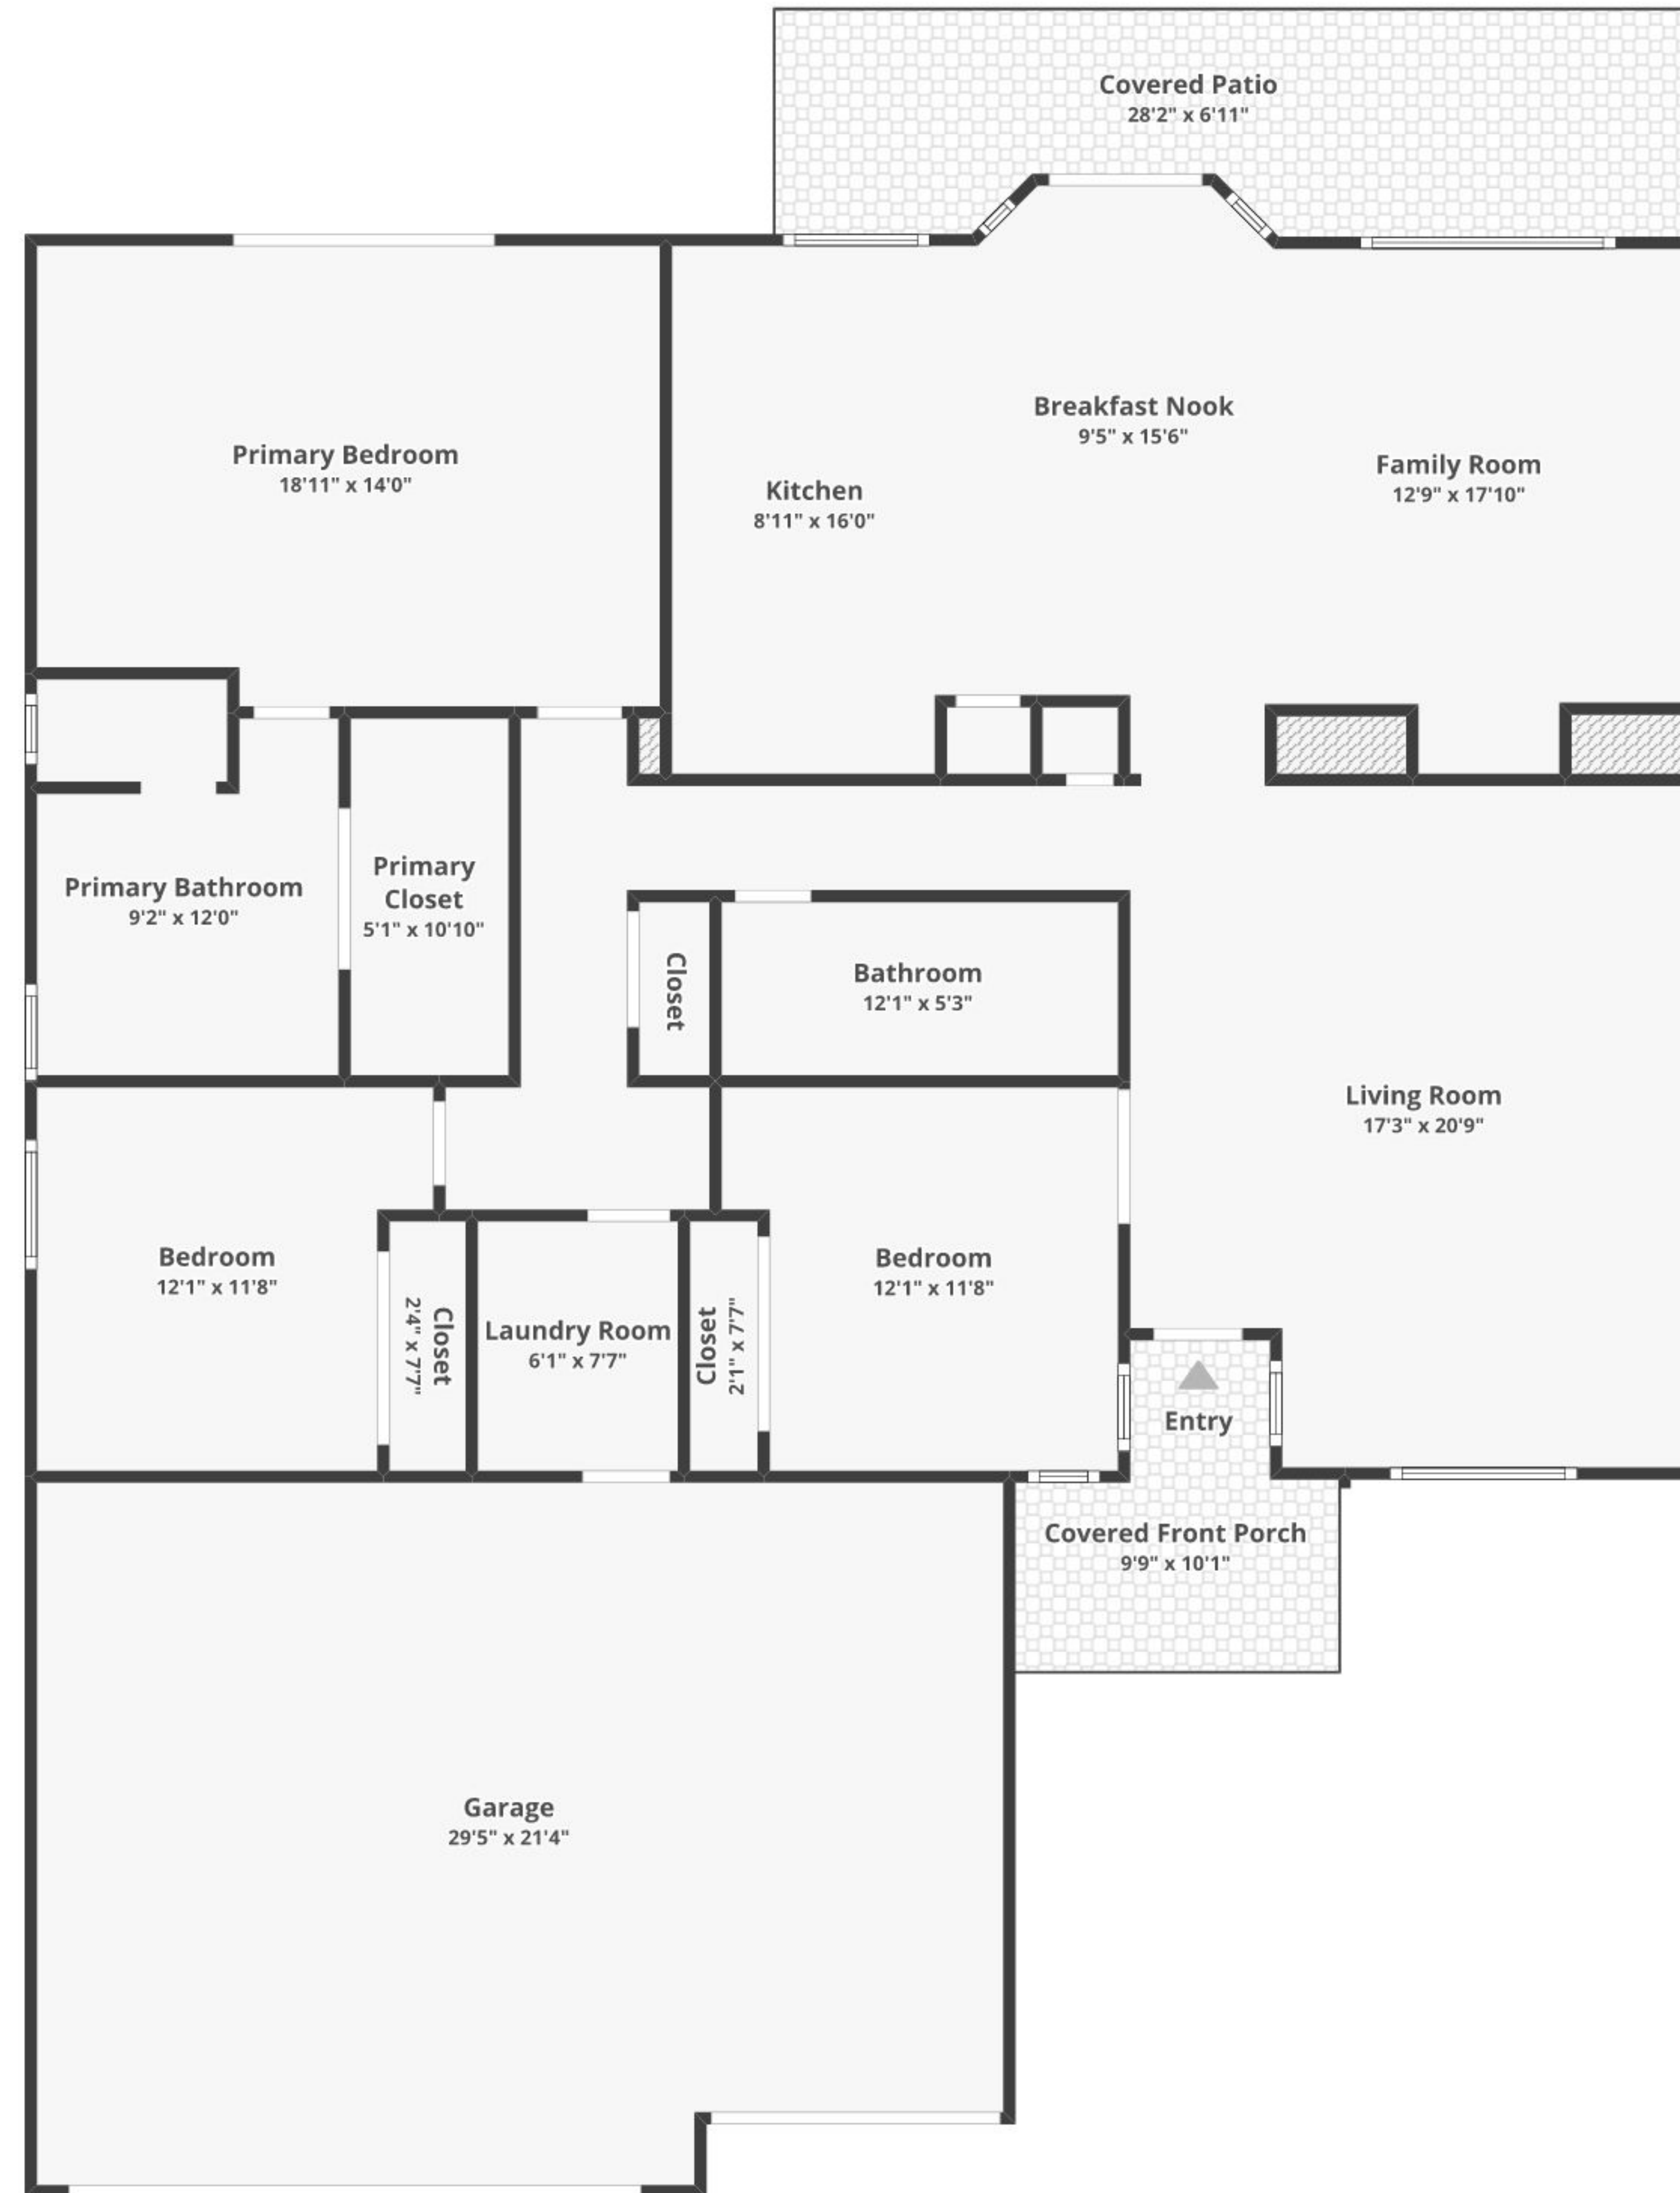 Covered Patio
28'2" x 6'11"
Breakfast Nook
9'5" x 15'6"
Primary Bedroom
18'11" x 14'0"
Family Room
12'9" x 17'10"
Kitchen
8'11" x 16'0"
Primary Bathroom
9'2" x 12'0"
Primary
Closet
5'1" x 10'10"
Closet
Bathroom
12'1" x 5'3"
Living Room
17'3" x 20'9"
Bedroom
12'1" x 11'8"
Closet
2'4" x 7'7"
Laundry Room
6'1" x 7'7"
Closet
2'1" x 7'7"
Bedroom
12'1" x 11'8"
Entry
Covered Front Porch
9'9" x 10'1"
Garage
29'5" x 21'4"